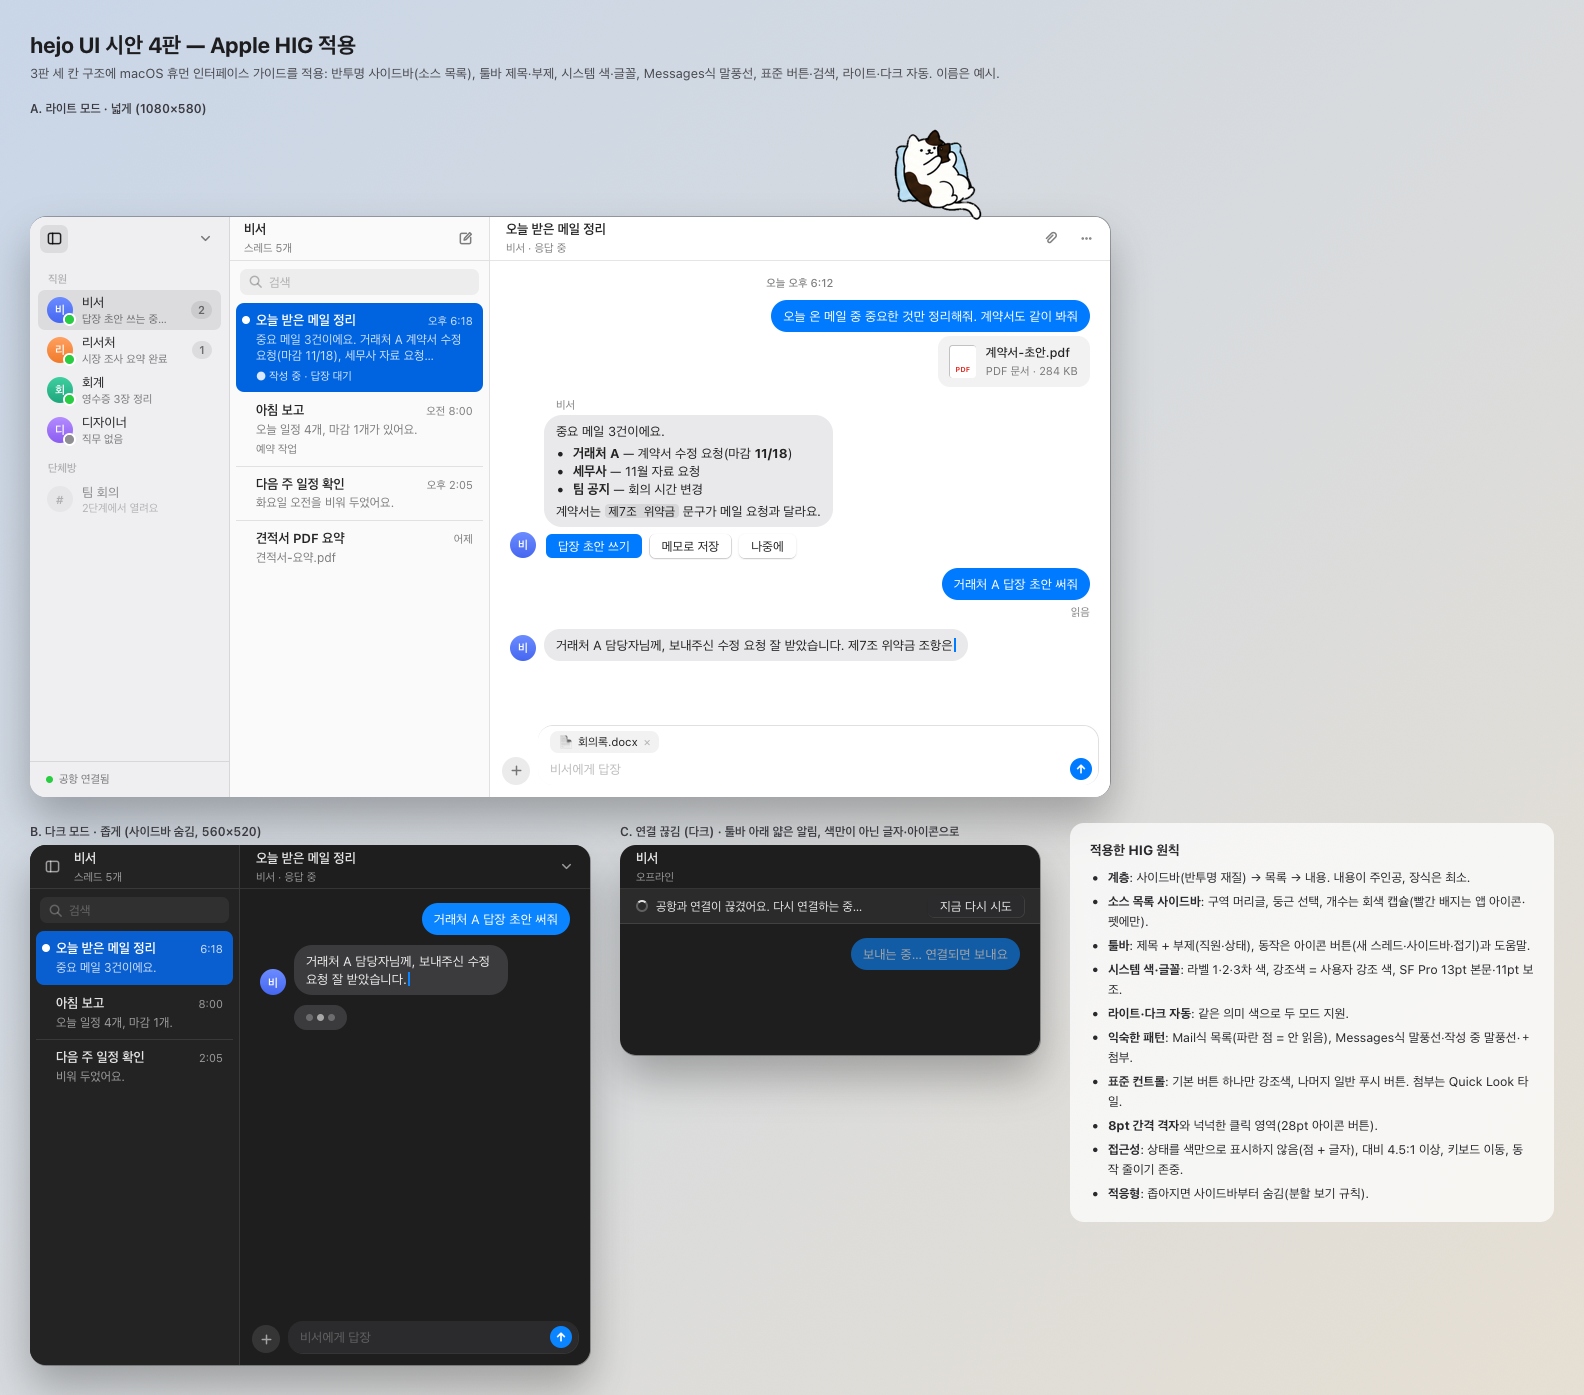 hejo UI 시안 4판 — Apple HIG 적용
3판 세 칸 구조에 macOS 휴먼 인터페이스 가이드를 적용: 반투명 사이드바(소스 목록), 툴바 제목·부제, 시스템 색·글꼴, Messages식 말풍선, 표준 버튼·검색, 라이트·다크 자동. 이름은 예시.
A. 라이트 모드 · 넓게 (1080×580)
직원
비
비서
답장 초안 쓰는 중...
2
리
리서처
시장 조사 요약 완료
1
회
회계
영수증 3장 정리
디
디자이너
직무 없음
단체방
#
팀 회의
2단계에서 열려요
공항 연결됨
비서
스레드 5개
검색
오늘 받은 메일 정리
오후 6:18
중요 메일 3건이에요. 거래처 A 계약서 수정
요청(마감 11/18), 세무사 자료 요청...
작성 중 · 답장 대기
아침 보고
오전 8:00
오늘 일정 4개, 마감 1개가 있어요.
예약 작업
다음 주 일정 확인
오후 2:05
화요일 오전을 비워 두었어요.
견적서 PDF 요약
어제
견적서-요약.pdf
오늘 받은 메일 정리
비서 · 응답 중
오늘 오후 6:12
오늘 온 메일 중 중요한 것만 정리해줘. 계약서도 같이 봐줘
PDF
계약서-초안.pdf
PDF 문서 · 284 KB
비서
중요 메일 3건이에요.
• 거래처 A — 계약서 수정 요청(마감 11/18)
• 세무사 — 11월 자료 요청
• 팀 공지 — 회의 시간 변경
계약서는 제7조 위약금 문구가 메일 요청과 달라요.
비
답장 초안 쓰기
메모로 저장
나중에
거래처 A 답장 초안 써줘
읽음
비
거래처 A 담당자님께, 보내주신 수정 요청 잘 받았습니다. 제7조 위약금 조항은
회의록.docx ×
+
비서에게 답장
B. 다크 모드 · 좁게 (사이드바 숨김, 560×520)
비서
스레드 5개
검색
오늘 받은 메일 정리
6:18
중요 메일 3건이에요.
아침 보고
8:00
오늘 일정 4개, 마감 1개.
다음 주 일정 확인
2:05
비워 두었어요.
오늘 받은 메일 정리
비서 · 응답 중
거래처 A 답장 초안 써줘
비
거래처 A 담당자님께, 보내주신 수정
요청 잘 받았습니다.
+
비서에게 답장
C. 연결 끊김 (다크) · 툴바 아래 얇은 알림, 색만이 아닌 글자·아이콘으로
비서
오프라인
공항과 연결이 끊겼어요. 다시 연결하는 중...
지금 다시 시도
보내는 중... 연결되면 보내요
적용한 HIG 원칙
• 계층: 사이드바(반투명 재질) → 목록 → 내용. 내용이 주인공, 장식은 최소.
• 소스 목록 사이드바: 구역 머리글, 둥근 선택, 개수는 회색 캡슐(빨간 배지는 앱 아이콘·
펫에만).
• 툴바: 제목 + 부제(직원·상태), 동작은 아이콘 버튼(새 스레드·사이드바·접기)과 도움말.
• 시스템 색·글꼴: 라벨 1·2·3차 색, 강조색 = 사용자 강조 색, SF Pro 13pt 본문·11pt 보
조.
• 라이트·다크 자동: 같은 의미 색으로 두 모드 지원.
• 익숙한 패턴: Mail식 목록(파란 점 = 안 읽음), Messages식 말풍선·작성 중 말풍선· +
첨부.
• 표준 컨트롤: 기본 버튼 하나만 강조색, 나머지 일반 푸시 버튼. 첨부는 Quick Look 타
일.
• 8pt 간격 격자와 넉넉한 클릭 영역(28pt 아이콘 버튼).
• 접근성: 상태를 색만으로 표시하지 않음(점 + 글자), 대비 4.5:1 이상, 키보드 이동, 동
작 줄이기 존중.
• 적응형: 좁아지면 사이드바부터 숨김(분할 보기 규칙).